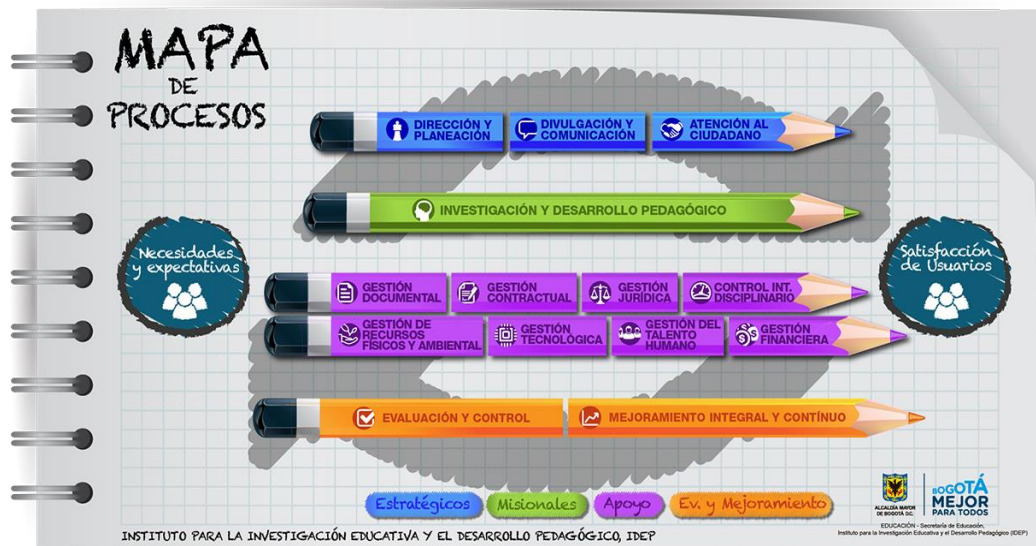 MAPA
DE
PROCESOS
DIRECCIÓN Y
PLANEACIÓN
DIVULGACIÓN Y
COMUNICACIÓN
ATENCIÓN AL
CIUDADANO
INVESTIGACIÓN Y DESARROLLO PEDAGÓGICO
Necesidades
y expectativas
Satisfacción
de Usuarios
GESTIÓN
DOCUMENTAL
GESTIÓN
CONTRACTUAL
GESTIÓN
JURÍDICA
CONTROL INT.
DISCIPLINARIO
GESTIÓN DE
RECURSOS
FÍSICOS Y AMBIENTAL
GESTIÓN
TECNOLÓGICA
GESTIÓN DEL
TALENTO
HUMANO
GESTIÓN
FINANCIERA
EVALUACIÓN Y CONTROL
MEJORAMIENTO INTEGRAL Y CONTÍNUO
Estratégicos
Misionales
Apoyo
Ev. y Mejoramiento
ALCALDÍA MAYOR
DE BOGOTÁ D.C.
BOGOTÁ
MEJOR
PARA TODOS
EDUCACIÓN - Secretaría de Educación,
Instituto para la Investigación Educativa y el Desarrollo Pedagógico (IDEP)
INSTITUTO PARA LA INVESTIGACIÓN EDUCATIVA Y EL DESARROLLO PEDAGÓGICO, IDEP